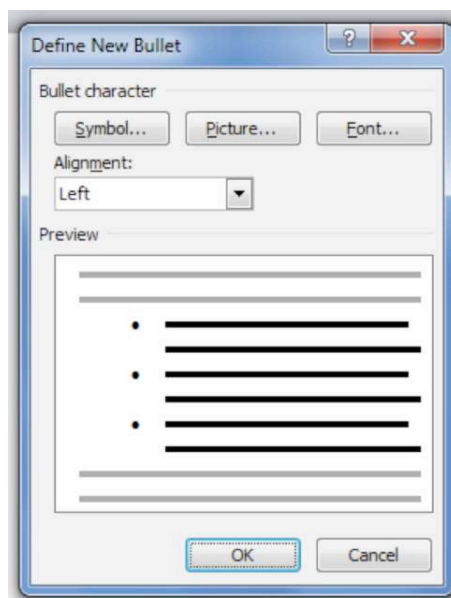 Define New Bullet
Bullet character
Symbol... Picture... Font...
Alignment:
Left
Preview
OK Cancel